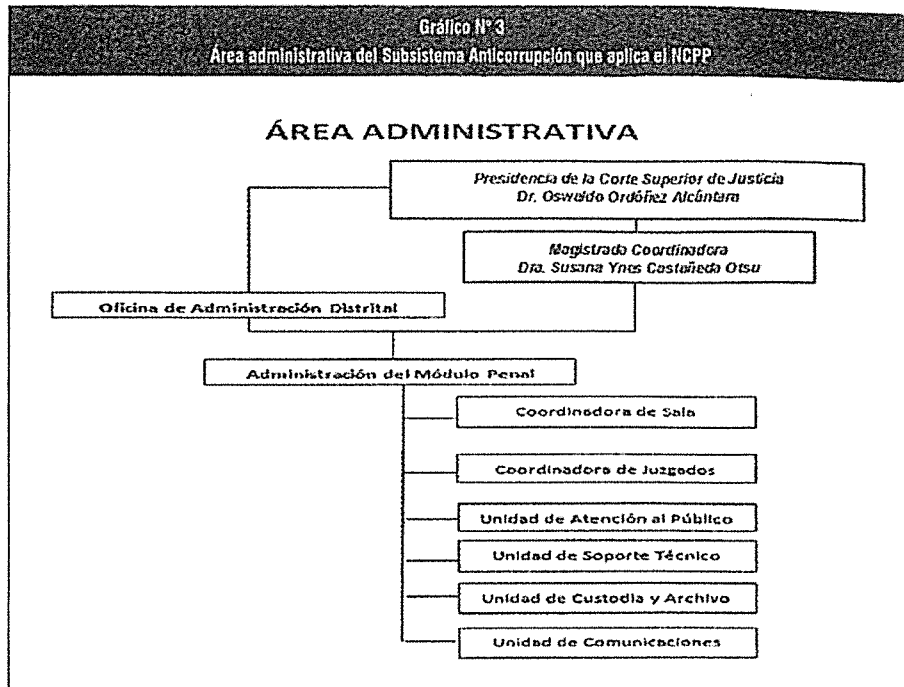 Gráfico N° 3
Área administrativa del Subsistema Anticorrupción que aplica el NCPP
ÁREA ADMINISTRATIVA
Presidencia de la Corte Superior de Justicia
Dr. Oswaldo Ordóñez Alcántara
Magistrada Coordinadora
Dra. Susana Ynes Castañeda Otsu
Oficina de Administración Distrital
Administración del Módulo Penal
Coordinadora de Sala
Coordinadora de Juzgados
Unidad de Atención al Público
Unidad de Soporte Técnico
Unidad de Custodia y Archivo
Unidad de Comunicaciones